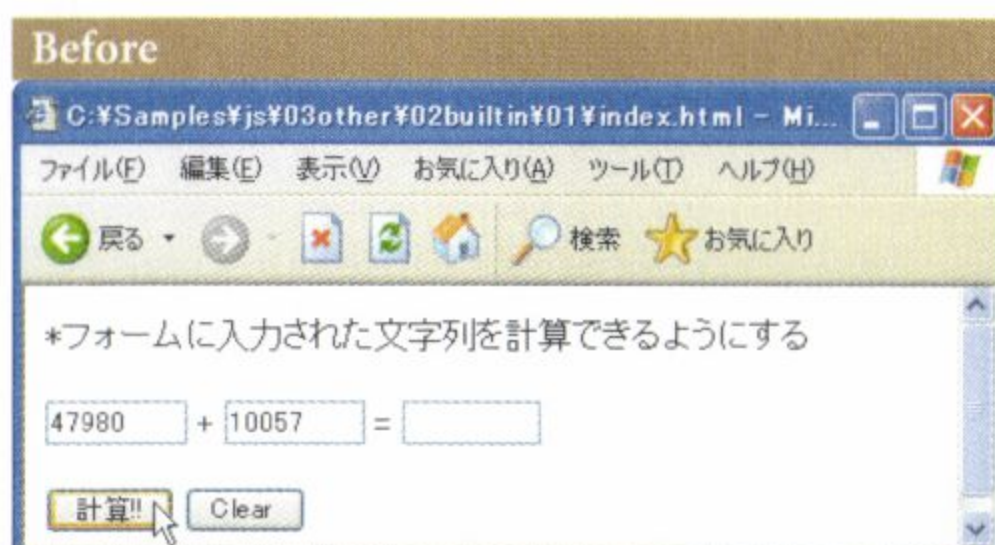 Before
C:¥Samples¥js¥03other¥02builtin¥01¥index.html - Mi...
ファイル(F) 編集(E) 表示(V) お気に入り(A) ツール(T) ヘルプ(H)
戻る 検索 お気に入り
*フォームに入力された文字列を計算できるようにする
47980 + 10057 =
計算!! Clear